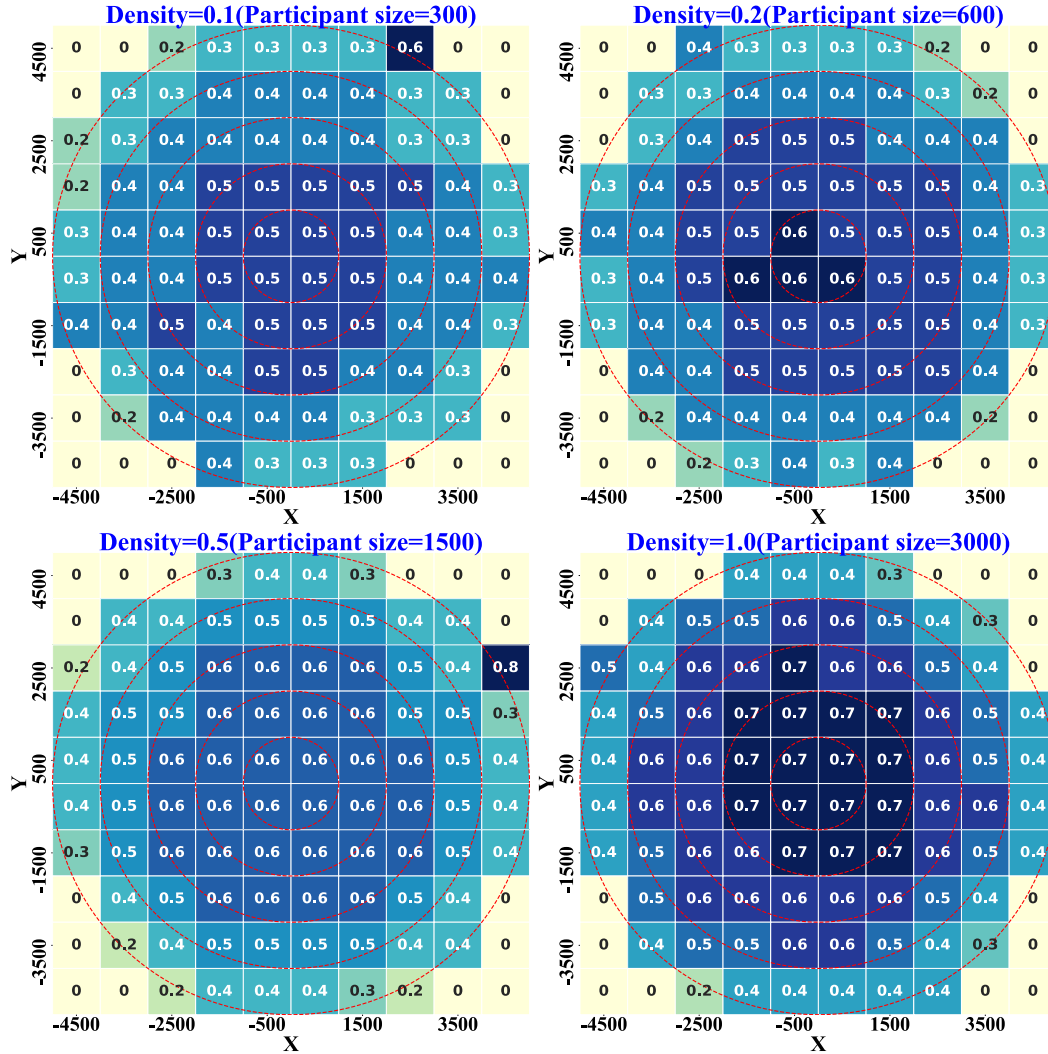 Density=0.1(Participant size=300)
4500 0 0 0.2 0.3 0.3 0.3 0.3 0.6 0 0
0 0.3 0.3 0.4 0.4 0.4 0.4 0.3 0.3 0
2500 0.2 0.3 0.4 0.4 0.4 0.4 0.4 0.3 0.3 0
0.2 0.4 0.4 0.5 0.5 0.5 0.5 0.5 0.4 0.3
500 0.3 0.4 0.4 0.5 0.5 0.5 0.5 0.4 0.4 0.3
Y
0.3 0.4 0.4 0.5 0.5 0.5 0.5 0.4 0.4 0.4
-1500 0.4 0.4 0.5 0.4 0.5 0.5 0.5 0.4 0.4 0.3
0 0.3 0.4 0.4 0.5 0.5 0.4 0.4 0.3 0
-3500 0 0.2 0.4 0.4 0.4 0.4 0.3 0.3 0.3 0
0 0 0 0.4 0.3 0.3 0.3 0 0 0
-4500 -2500 -500 1500 3500
X
Density=0.2(Participant size=600)
4500 0 0 0.4 0.3 0.3 0.3 0.3 0.2 0 0
0 0.3 0.3 0.4 0.4 0.4 0.4 0.3 0.2 0
2500 0 0.3 0.4 0.5 0.5 0.5 0.4 0.4 0.4 0
0.3 0.4 0.5 0.5 0.5 0.5 0.5 0.5 0.4 0.3
500 0.4 0.4 0.5 0.5 0.6 0.5 0.5 0.5 0.4 0.3
Y
0.3 0.4 0.5 0.6 0.6 0.6 0.5 0.5 0.4 0.4
-1500 0.3 0.4 0.4 0.5 0.5 0.5 0.5 0.5 0.4 0.3
0 0.4 0.4 0.5 0.5 0.5 0.5 0.5 0.4 0
-3500 0 0.2 0.4 0.4 0.4 0.4 0.4 0.4 0.2 0
0 0 0.2 0.3 0.4 0.3 0.4 0 0 0
-4500 -2500 -500 1500 3500
X
Density=0.5(Participant size=1500)
4500 0 0 0 0.3 0.4 0.4 0.3 0 0 0
0 0.4 0.4 0.5 0.5 0.5 0.5 0.4 0.4 0
2500 0.2 0.4 0.5 0.6 0.6 0.6 0.6 0.5 0.4 0.8
0.4 0.5 0.5 0.6 0.6 0.6 0.6 0.5 0.5 0.3
500 0.4 0.5 0.6 0.6 0.6 0.6 0.6 0.6 0.5 0.4
Y
0.4 0.5 0.6 0.6 0.6 0.6 0.6 0.6 0.5 0.4
-1500 0.3 0.5 0.6 0.6 0.6 0.6 0.6 0.6 0.5 0.4
0 0.4 0.5 0.6 0.6 0.6 0.6 0.5 0.4 0
-3500 0 0.2 0.4 0.5 0.5 0.5 0.5 0.4 0.4 0
0 0 0.2 0.4 0.4 0.4 0.3 0.2 0 0
-4500 -2500 -500 1500 3500
X
Density=1.0(Participant size=3000)
4500 0 0 0 0.4 0.4 0.4 0.3 0 0 0
0 0.4 0.5 0.5 0.6 0.6 0.5 0.4 0.3 0
2500 0.5 0.4 0.6 0.6 0.7 0.6 0.6 0.5 0.4 0
0.4 0.5 0.6 0.7 0.7 0.7 0.7 0.6 0.5 0.4
500 0.4 0.6 0.6 0.7 0.7 0.7 0.7 0.6 0.5 0.4
Y
0.4 0.6 0.6 0.7 0.7 0.7 0.7 0.6 0.6 0.4
-1500 0.4 0.5 0.6 0.6 0.7 0.7 0.7 0.6 0.5 0.4
0 0.4 0.6 0.6 0.6 0.6 0.6 0.5 0.4 0
-3500 0 0.4 0.5 0.5 0.6 0.6 0.5 0.4 0.3 0
0 0 0.2 0.4 0.4 0.4 0.4 0 0 0
-4500 -2500 -500 1500 3500
X